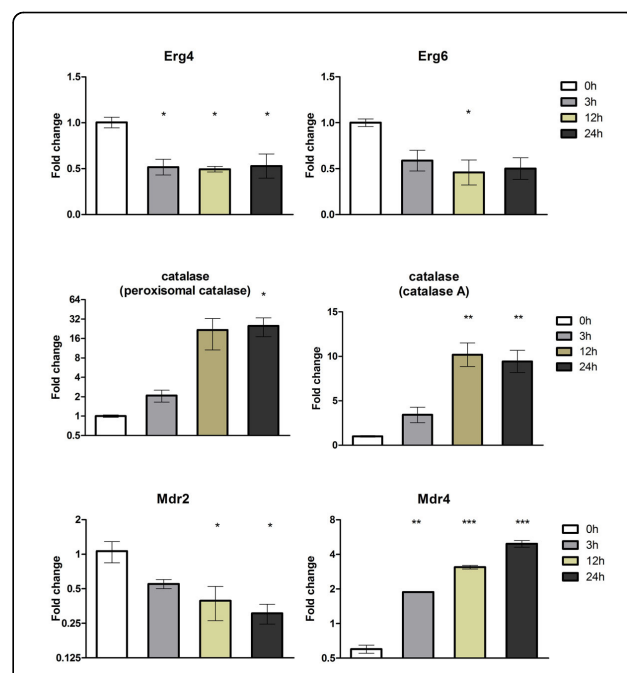 Erg4
Fold change
1.5
1.0
0.5
0.0
*
*
*
Erg6
Fold change
1.5
1.0
0.5
0.0
*
0h
3h
12h
24h
catalase
(peroxisomal catalase)
Fold change
64
32
16
8
4
2
1
0.5
*
catalase
(catalase A)
Fold change
15
10
5
0
**
**
0h
3h
12h
24h
Mdr2
Fold change
2
1
0.5
0.25
0.125
*
*
Mdr4
Fold change
8
4
2
1
0.5
**
***
***
0h
3h
12h
24h